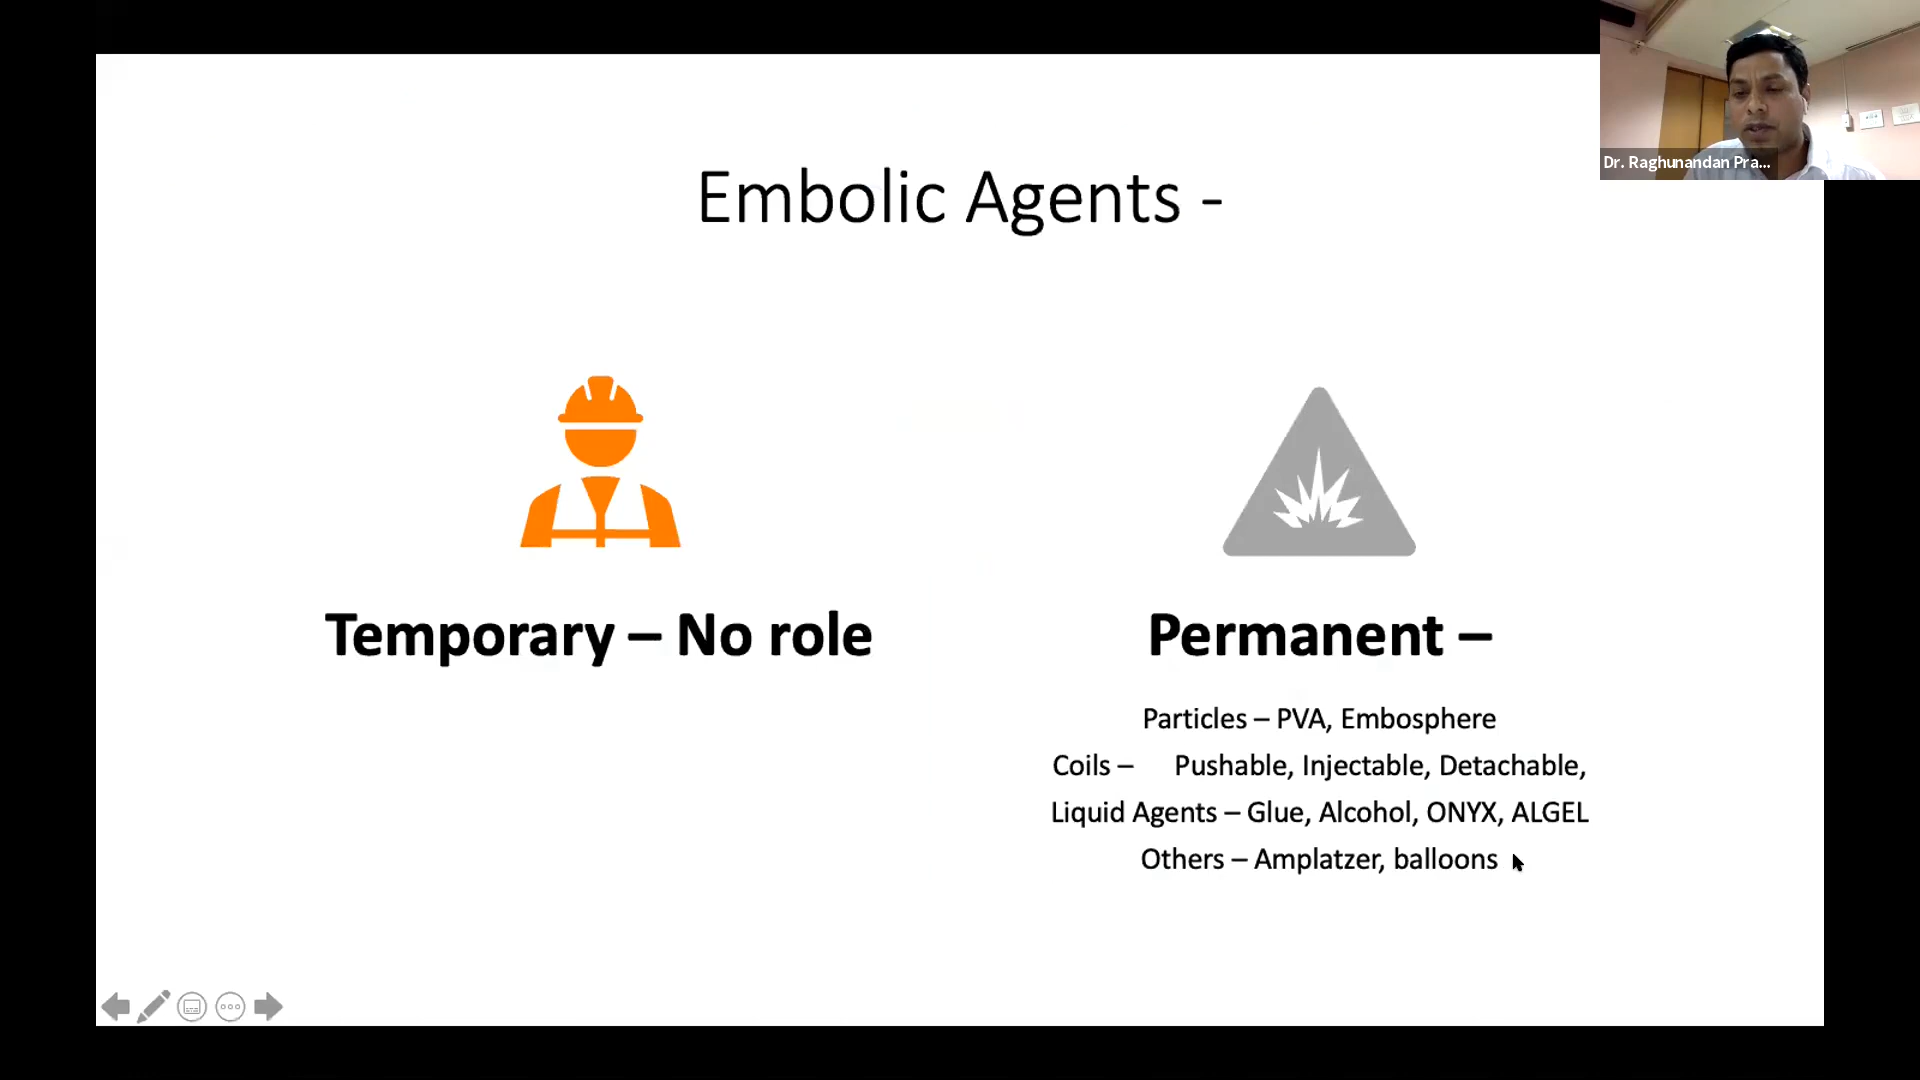 Embolic Agents -
Dr. Raghunandan Pra...
Temporary – No role
Permanent –
Particles – PVA, Embosphere
Coils – Pushable, Injectable, Detachable,
Liquid Agents – Glue, Alcohol, ONYX, ALGEL
Others – Amplatzer, balloons